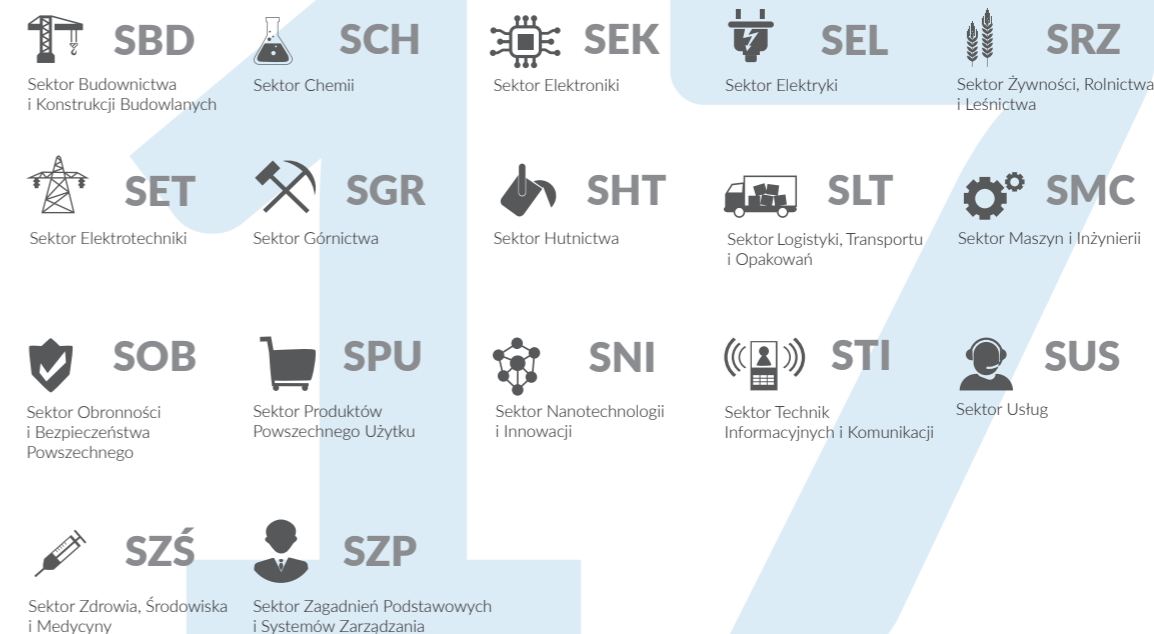 SBD
Sektor Budownictwa
i Konstrukcji Budowlanych
SCH
Sektor Chemii
SEK
Sektor Elektroniki
SEL
Sektor Elektryki
SRZ
Sektor Żywności, Rolnictwa
i Leśnictwa
SET
Sektor Elektrotechniki
SGR
Sektor Górnictwa
SHT
Sektor Hutnictwa
SLT
Sektor Logistyki, Transportu
i Opakowań
SMC
Sektor Maszyn i Inżynierii
SOB
Sektor Obronności
i Bezpieczeństwa
Powszechnego
SPU
Sektor Produktów
Powszechnego Użytku
SNI
Sektor Nanotechnologii
i Innowacji
STI
Sektor Technik
Informacyjnych i Komunikacji
SUS
Sektor Usług
SZŚ
Sektor Zdrowia, Środowiska
i Medycyny
SZP
Sektor Zagadnień Podstawowych
i Systemów Zarządzania
17